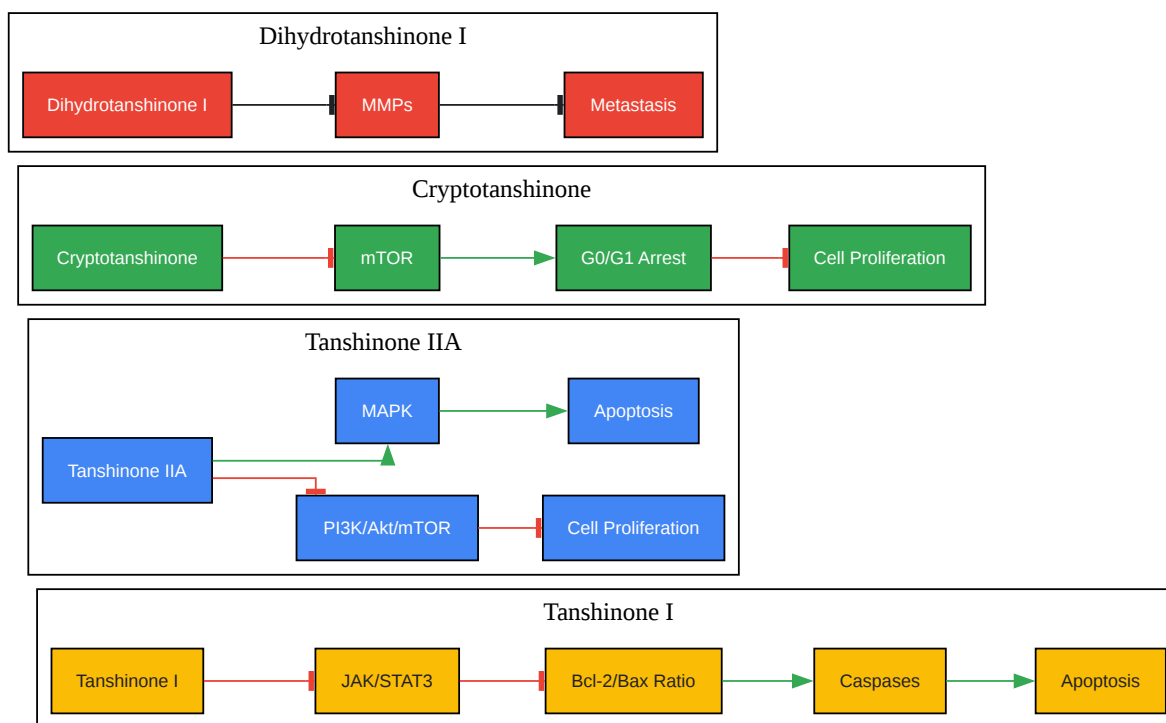 Dihydrotanshinone I
Dihydrotanshinone I
MMPs
Metastasis
Cryptotanshinone
Cryptotanshinone
mTOR
G0/G1 Arrest
Cell Proliferation
Tanshinone IIA
MAPK
Apoptosis
Tanshinone IIA
PI3K/Akt/mTOR
Cell Proliferation
Tanshinone I
Tanshinone I
JAK/STAT3
Bcl-2/Bax Ratio
Caspases
Apoptosis